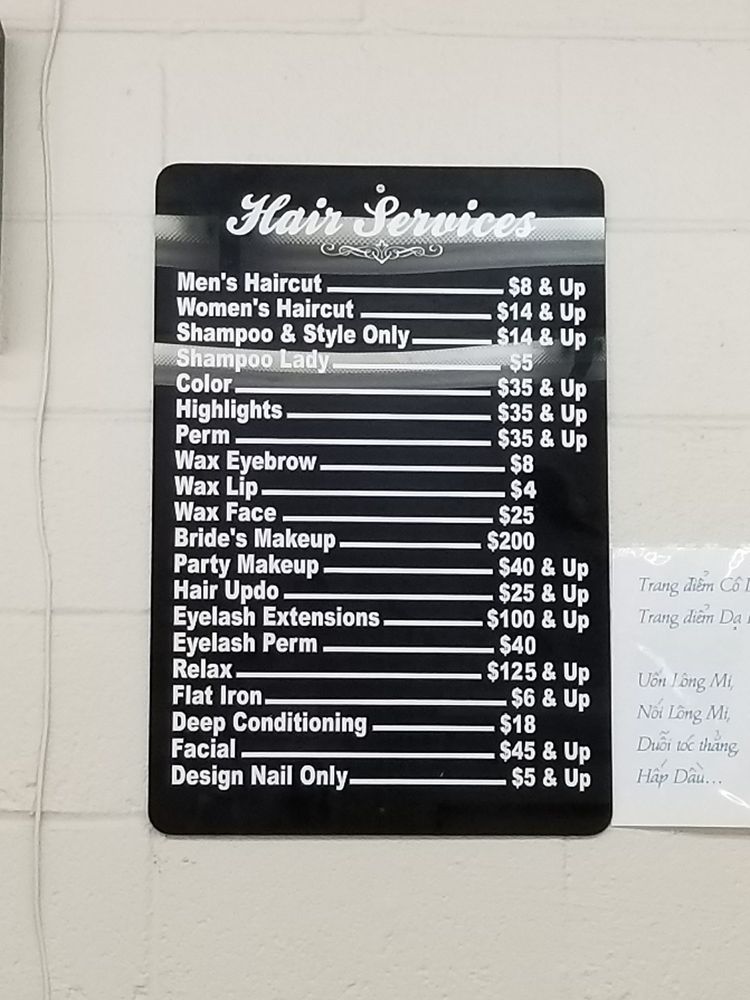 Hair Services
Men's Haircut $8 & Up
Women's Haircut $14 & Up
Shampoo & Style Only $14 & Up
Shampoo Lady $5
Color $35 & Up
Highlights $35 & Up
Perm $35 & Up
Wax Eyebrow $8
Wax Lip $4
Wax Face $25
Bride's Makeup $200
Party Makeup $40 & Up
Hair Updo $25 & Up
Eyelash Extensions $100 & Up
Eyelash Perm $40
Relax $125 & Up
Flat Iron $6 & Up
Deep Conditioning $18
Facial $45 & Up
Design Nail Only $5 & Up
Trang điểm Cô
Trang điểm Dạ
Uốn Lông Mi,
Nối Lông Mi,
Duỗi tóc thẳng,
Hấp Dầu...